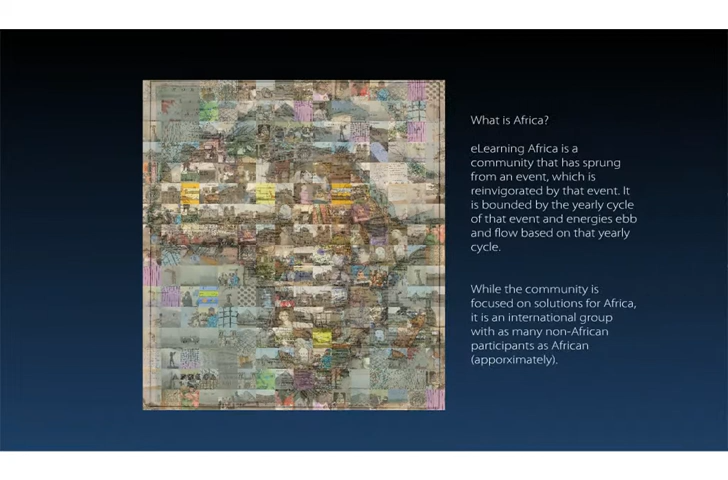 What is Africa?
eLearning Africa is a
community that has sprung
from an event, which is
reinvigorated by that event. It
is bounded by the yearly cycle
of that event and energies ebb
and flow based on that yearly
cycle.
While the community is
focused on solutions for Africa,
it is an international group
with as many non-African
participants as African
(apporximately).